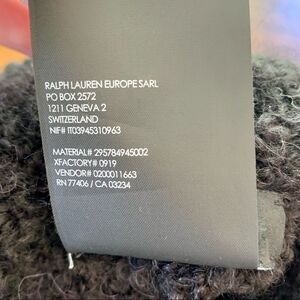 RALPH LAUREN EUROPE SARL
PO BOX 2572
1211 GENEVA 2
SWITZERLAND
NIF# IT03945310963
MATERIAL# 295784945002
XFACTORY# 0919
VENDOR# 0200011663
RN 77406 / CA 03234